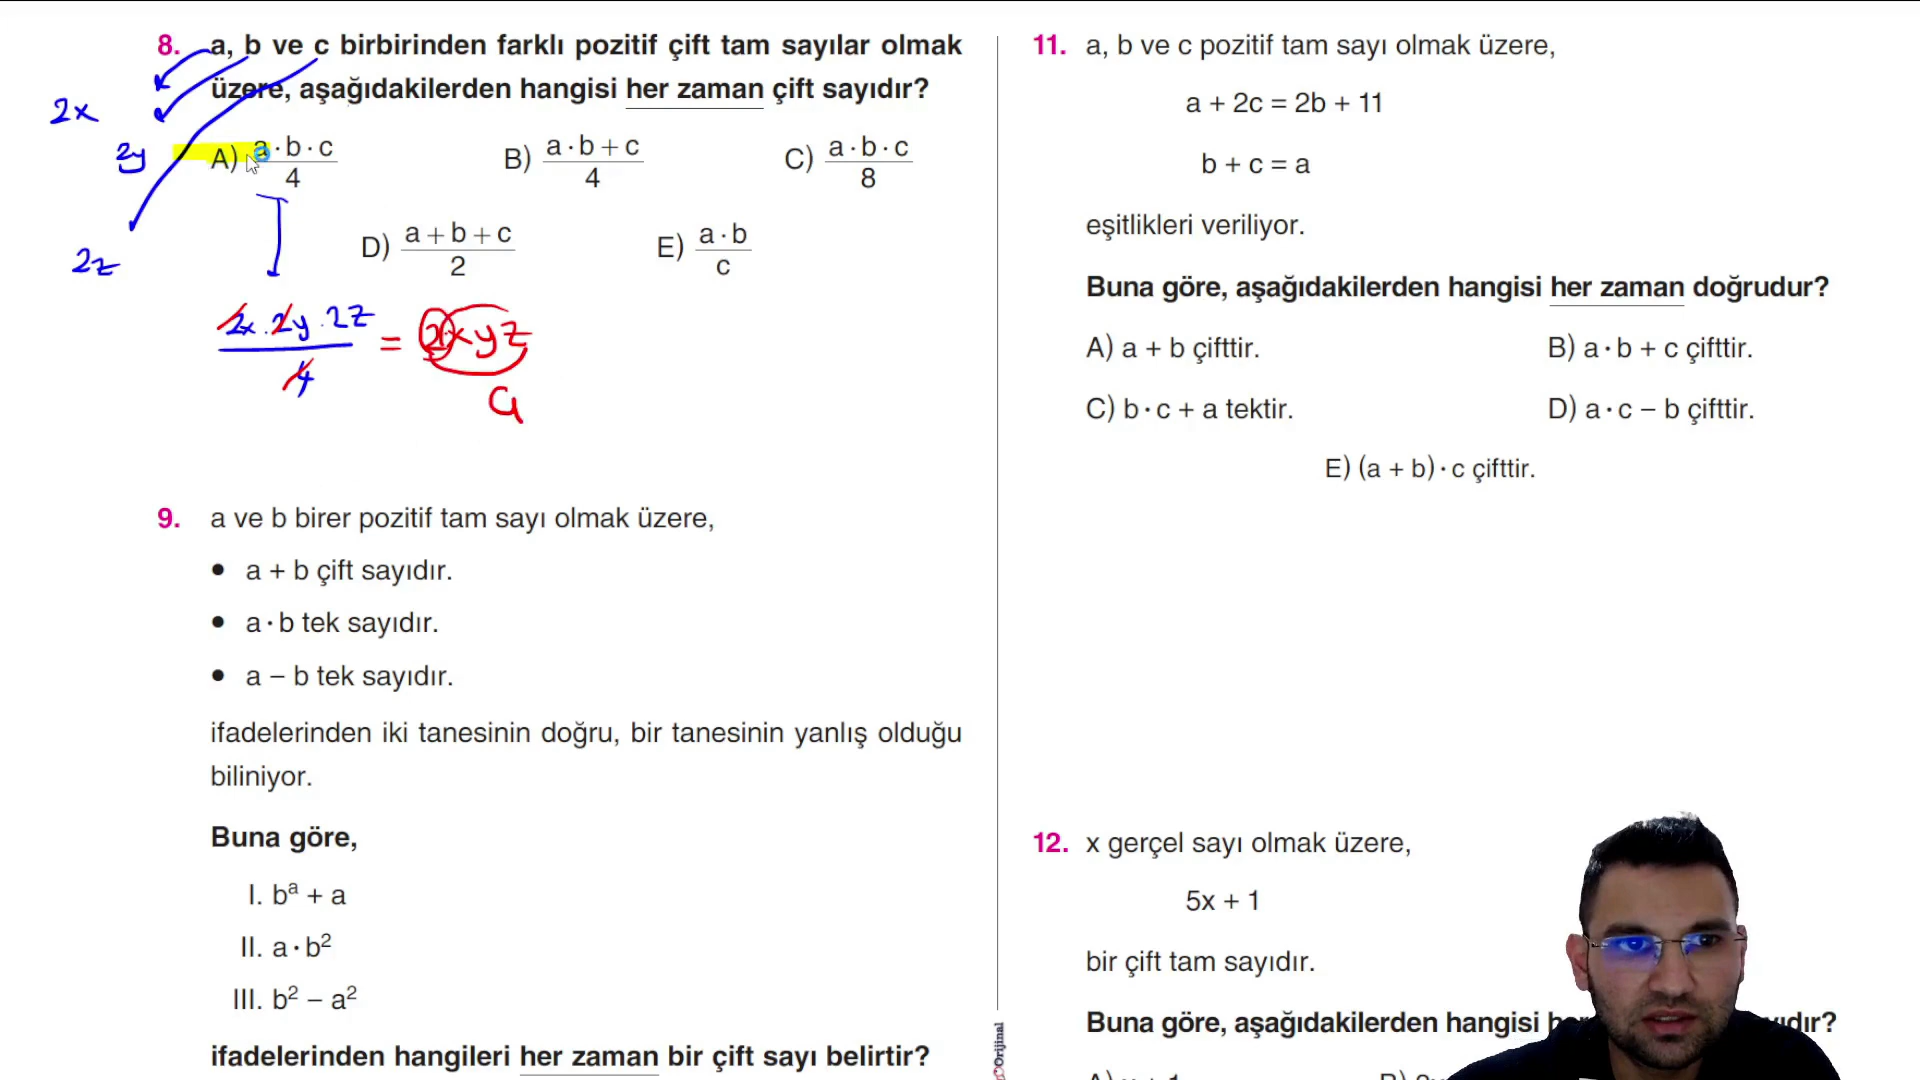 8. a, b ve c birbirinden farklı pozitif çift tam sayılar olmak
üzere, aşağıdakilerden hangisi her zaman çift sayıdır?
A) a·b·c / 4
B) a·b+c / 4
C) a·b·c / 8
D) a+b+c / 2
E) a·b / c
2x
2y
2z
2x.2y.2z / 4 = 2xyz
9. a ve b birer pozitif tam sayı olmak üzere,
• a + b çift sayıdır.
• a·b tek sayıdır.
• a – b tek sayıdır.
ifadelerinden iki tanesinin doğru, bir tanesinin yanlış olduğu
biliniyor.
Buna göre,
I. bᵃ + a
II. a·b²
III. b² – a²
ifadelerinden hangileri her zaman bir çift sayı belirtir?
11. a, b ve c pozitif tam sayı olmak üzere,
a + 2c = 2b + 11
b + c = a
eşitlikleri veriliyor.
Buna göre, aşağıdakilerden hangisi her zaman doğrudur?
A) a + b çifttir.
B) a·b + c çifttir.
C) b·c + a tektir.
D) a·c – b çifttir.
E) (a + b)·c çifttir.
12. x gerçel sayı olmak üzere,
5x + 1
bir çift tam sayıdır.
Buna göre, aşağıdakilerden hangisi
Orijinal